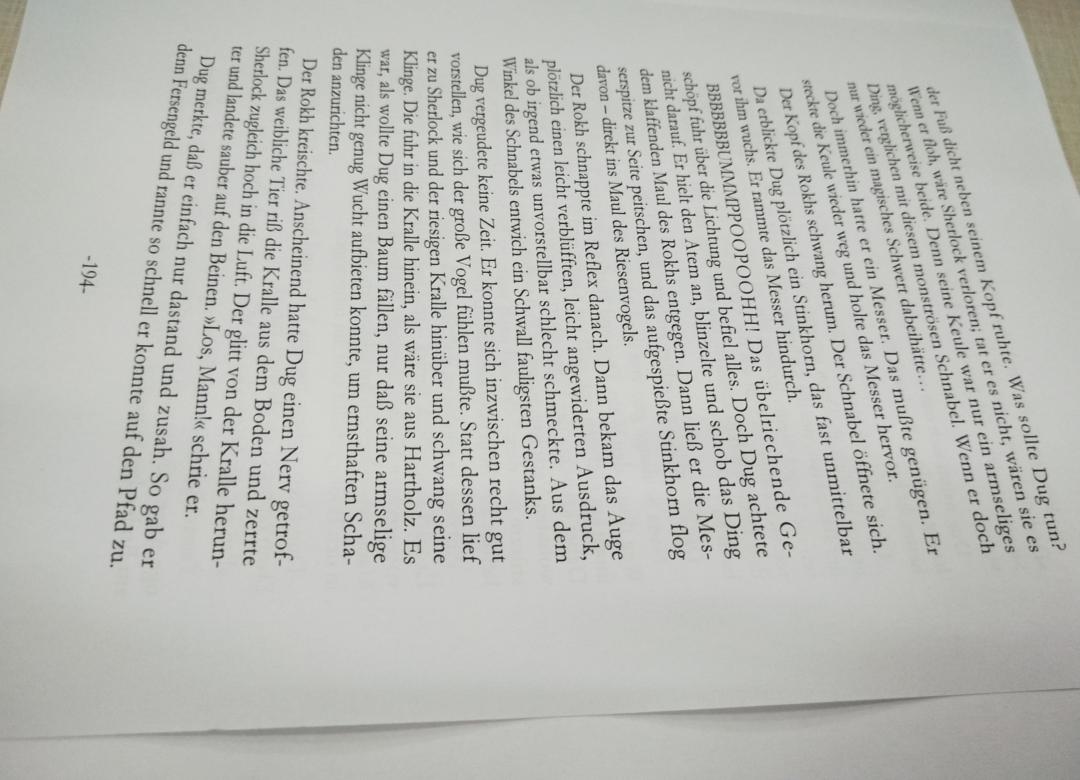 der Fuß dicht neben seinem Kopf ruhte. Was sollte Dug tun?
Wenn er floh, wäre Sherlock verloren; tat er es nicht, wären sie es
möglicherweise beide. Denn seine Keule war nur ein armseliges
Ding, verglichen mit diesem monströsen Schnabel. Wenn er doch
nur wieder ein magisches Schwert dabeihätte…
Doch immerhin hatte er ein Messer. Das mußte genügen. Er
steckte die Keule wieder weg und holte das Messer hervor.
Der Kopf des Rokhs schwang herum. Der Schnabel öffnete sich.
Da erblickte Dug plötzlich ein Stinkhorn, das fast unmittelbar
vor ihm wuchs. Er rammte das Messer hindurch.
BBBBBBUMMMPPOOPOOHH! Das übelriechende Ge-
schöpf fuhr über die Lichtung und befiel alles. Doch Dug achtete
nicht darauf. Er hielt den Atem an, blinzelte und schob das Ding
dem klaffenden Maul des Rokhs entgegen. Dann ließ er die Mes-
serspitze zur Seite peitschen, und das aufgespießte Stinkhorn flog
davon – direkt ins Maul des Riesenvogels.
Der Rokh schnappte im Reflex danach. Dann bekam das Auge
plötzlich einen leicht verblüfften, leicht angewiderten Ausdruck,
als ob irgend etwas unvorstellbar schlecht schmeckte. Aus dem
Winkel des Schnabels entwich ein Schwall fauligsten Gestanks.
Dug vergeudete keine Zeit. Er konnte sich inzwischen recht gut
vorstellen, wie sich der große Vogel fühlen mußte. Statt dessen lief
er zu Sherlock und der riesigen Kralle hinüber und schwang seine
Klinge. Die fuhr in die Kralle hinein, als wäre sie aus Hartholz. Es
war, als wollte Dug einen Baum fällen, nur daß seine armselige
Klinge nicht genug Wucht aufbieten konnte, um ernsthaften Scha-
den anzurichten.
Der Rokh kreischte. Anscheinend hatte Dug einen Nerv getrof-
fen. Das weibliche Tier riß die Kralle aus dem Boden und zerrte
Sherlock zugleich hoch in die Luft. Der glitt von der Kralle herun-
ter und landete sauber auf den Beinen. »Los, Mann!« schrie er.
Dug merkte, daß er einfach nur dastand und zusah. So gab er
denn Fersengeld und rannte so schnell er konnte auf den Pfad zu.
-194-